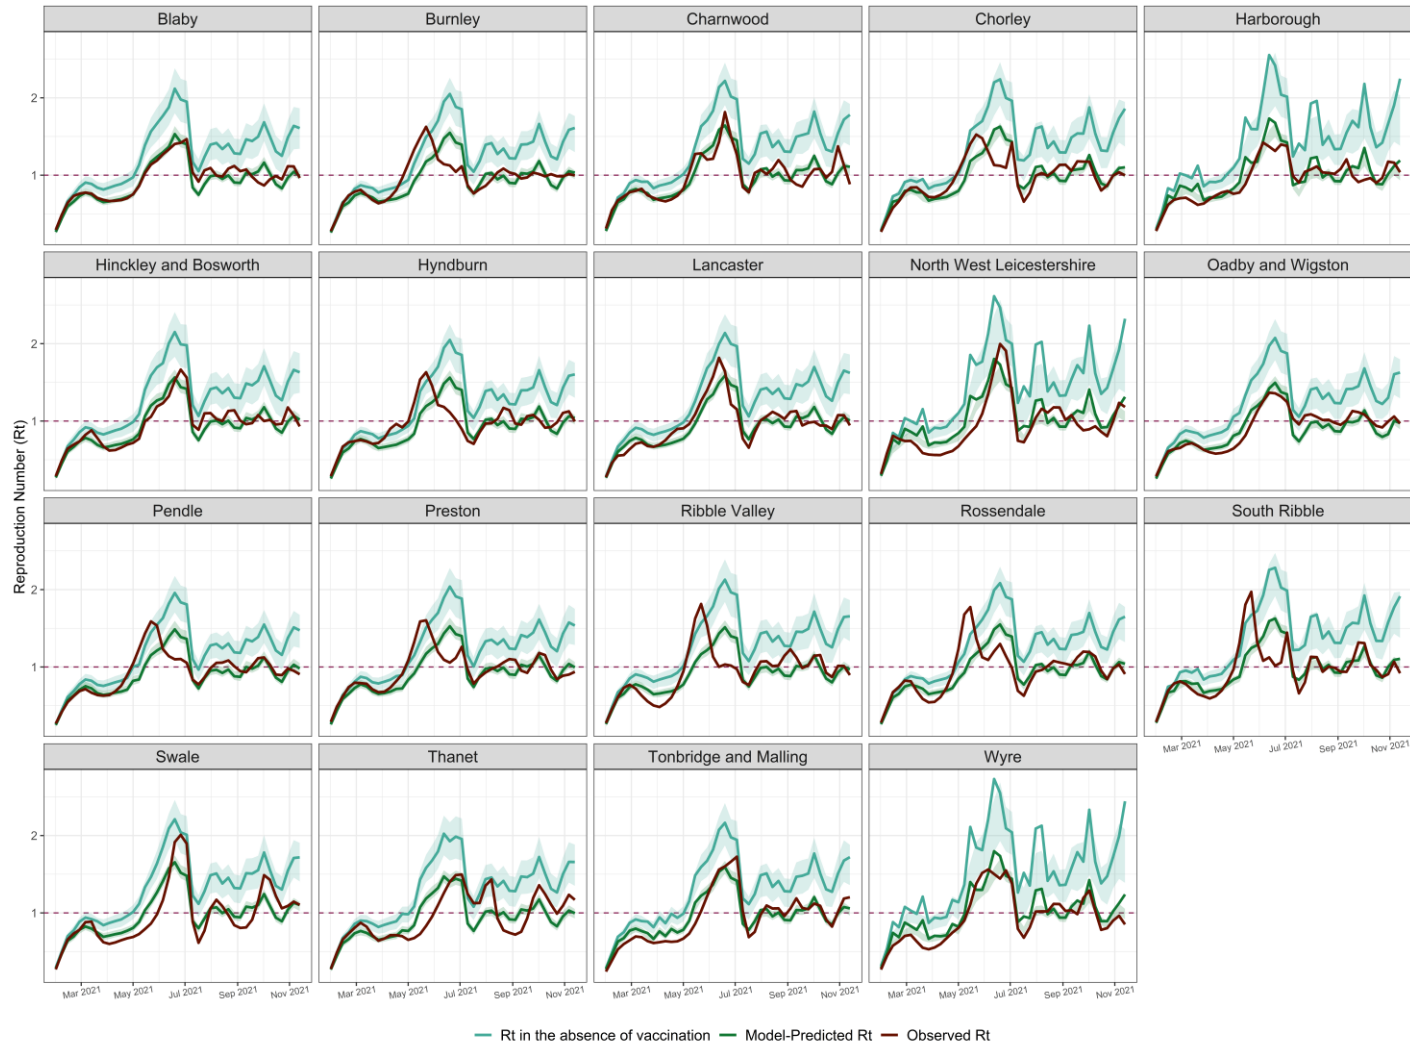 Blaby
Burnley
Charnwood
Chorley
Harborough
2
1
Hinckley and Bosworth
Hyndburn
Lancaster
North West Leicestershire
Oadby and Wigston
2
1
Reproduction Number (Rt)
Pendle
Preston
Ribble Valley
Rossendale
South Ribble
2
1
Mar 2021 May 2021 Jul 2021 Sep 2021 Nov 2021
Swale
Thanet
Tonbridge and Malling
Wyre
2
1
Mar 2021 May 2021 Jul 2021 Sep 2021 Nov 2021
Mar 2021 May 2021 Jul 2021 Sep 2021 Nov 2021
Mar 2021 May 2021 Jul 2021 Sep 2021 Nov 2021
Mar 2021 May 2021 Jul 2021 Sep 2021 Nov 2021
Rt in the absence of vaccination Model-Predicted Rt Observed Rt